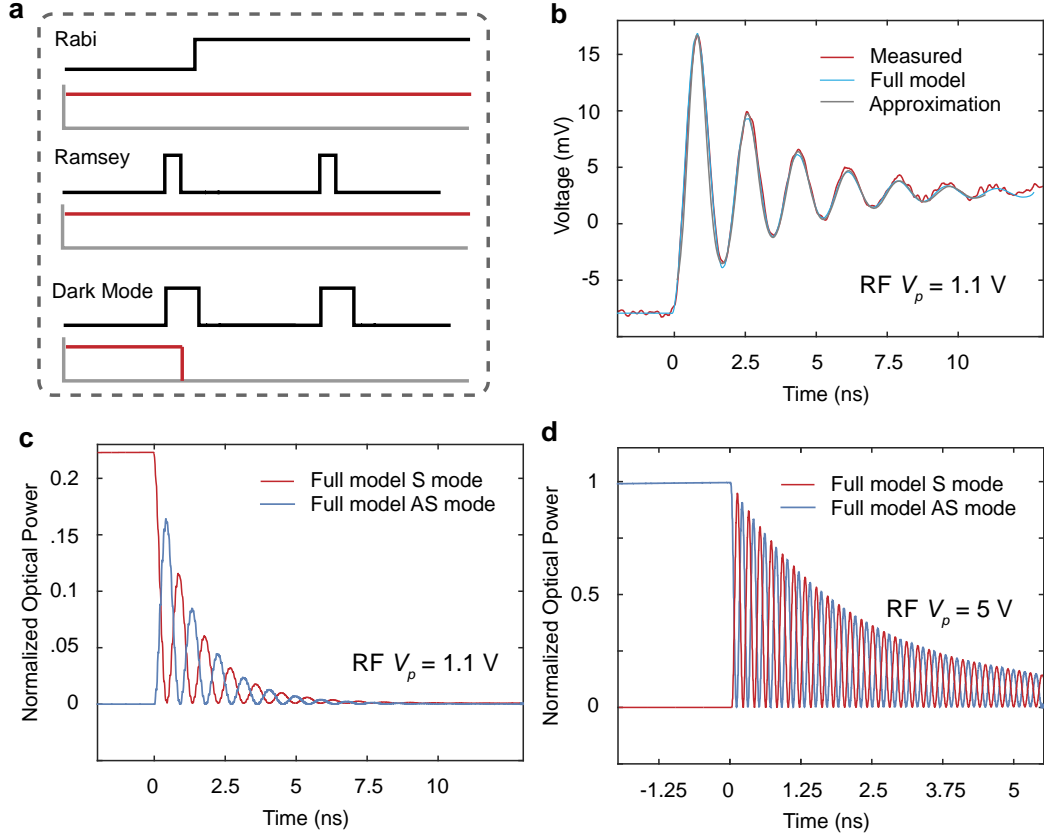 a
Rabi
Ramsey
Dark Mode
b
15
10
5
0
-5
Voltage (mV)
Measured
Full model
Approximation
RF Vp = 1.1 V
0 2.5 5 7.5 10
Time (ns)
c
0.2
.15
0.1
.05
0
Normalized Optical Power
Full model S mode
Full model AS mode
RF Vp = 1.1 V
0 2.5 5 7.5 10
Time (ns)
d
1
0.5
0
Normalized Optical Power
Full model S mode
Full model AS mode
RF Vp = 5 V
-1.25 0 1.25 2.5 3.75 5
Time (ns)